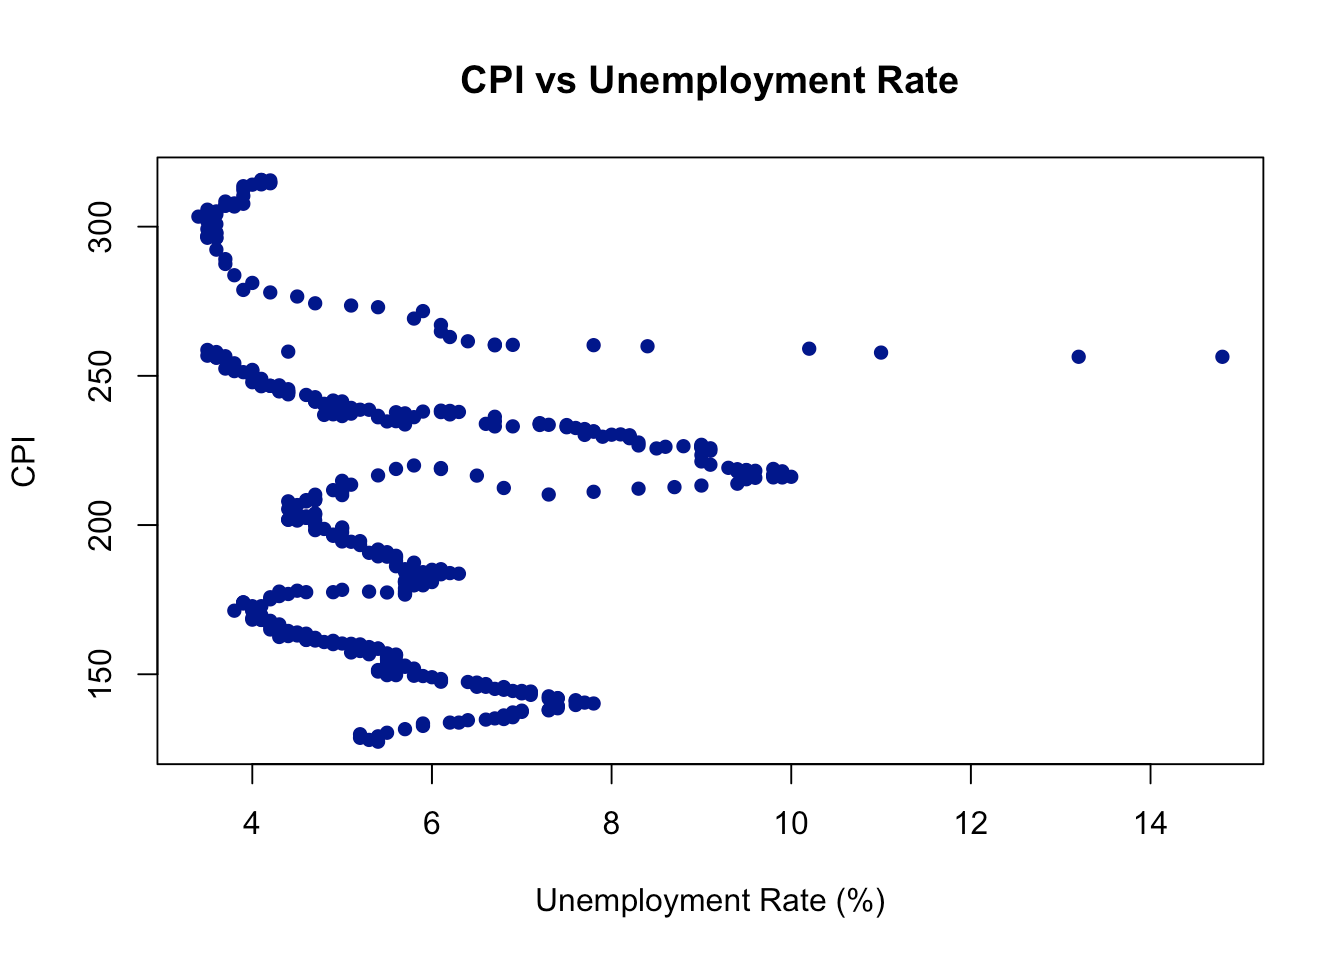 CPI vs Unemployment Rate
300
250
200
150
CPI
4 6 8 10 12 14
Unemployment Rate (%)